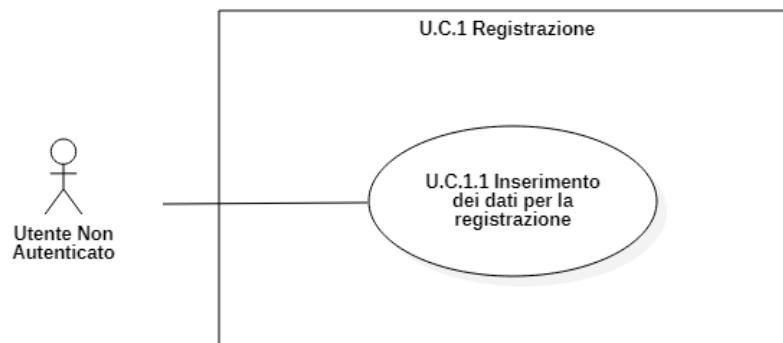 U.C.1 Registrazione
U.C.1.1 Inserimento
dei dati per la
registrazione
Utente Non
Autenticato